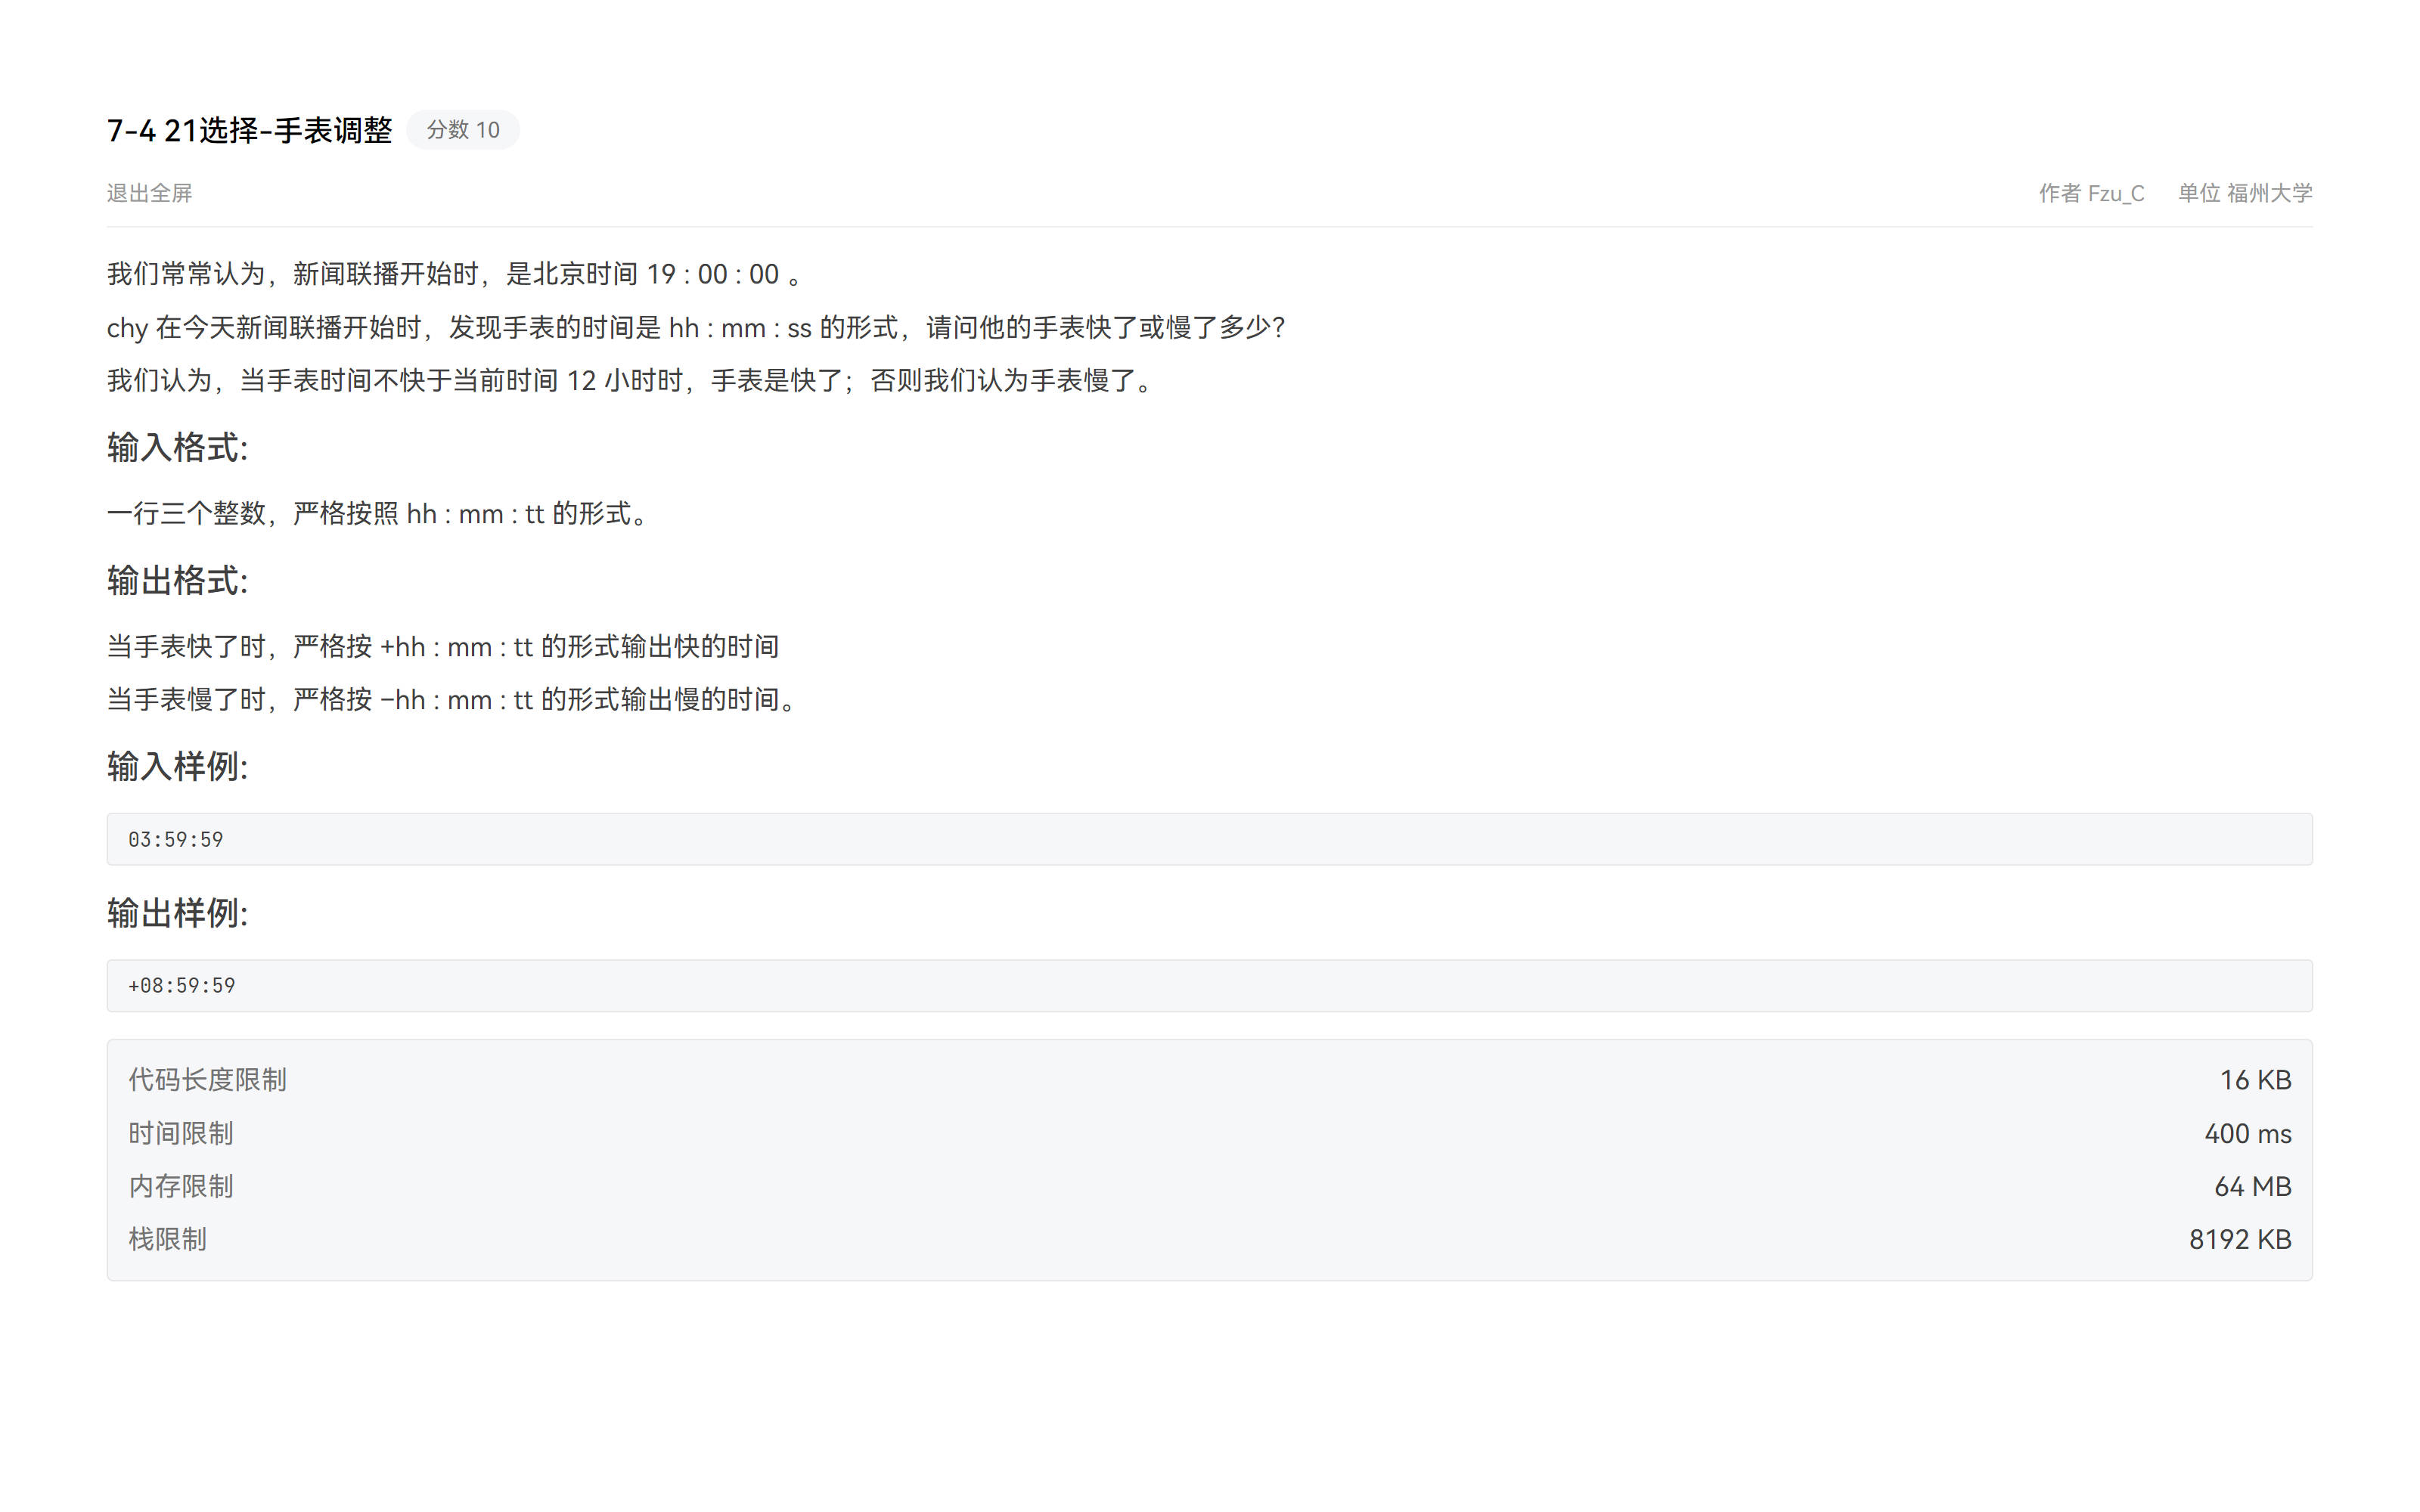 7-4 21选择-手表调整 分数 10
退出全屏 作者 Fzu_C 单位 福州大学
我们常常认为，新闻联播开始时，是北京时间 19 : 00 : 00 。
chy 在今天新闻联播开始时，发现手表的时间是 hh : mm : ss 的形式，请问他的手表快了或慢了多少？
我们认为，当手表时间不快于当前时间 12 小时时，手表是快了；否则我们认为手表慢了。
输入格式:
一行三个整数，严格按照 hh : mm : tt 的形式。
输出格式:
当手表快了时，严格按 +hh : mm : tt 的形式输出快的时间
当手表慢了时，严格按 −hh : mm : tt 的形式输出慢的时间。
输入样例:
03:59:59
输出样例:
+08:59:59
代码长度限制 16 KB
时间限制 400 ms
内存限制 64 MB
栈限制 8192 KB